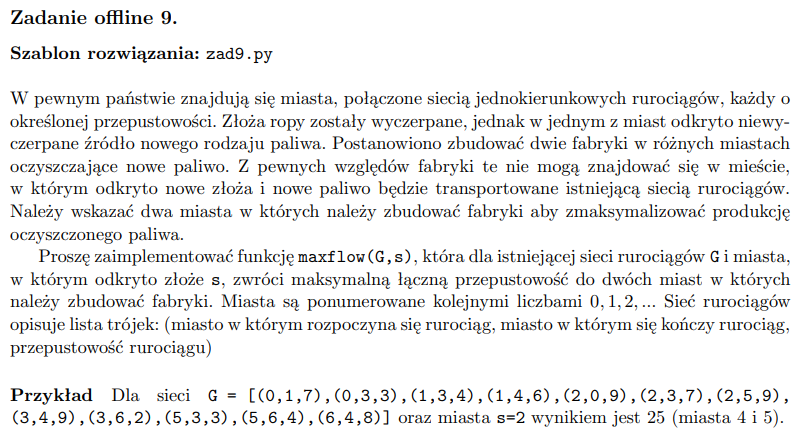 Zadanie offline 9.
Szablon rozwiązania: zad9.py
W pewnym państwie znajdują się miasta, połączone siecią jednokierunkowych rurociągów, każdy o
określonej przepustowości. Złoża ropy zostały wyczerpane, jednak w jednym z miast odkryto niewy-
czerpane źródło nowego rodzaju paliwa. Postanowiono zbudować dwie fabryki w różnych miastach
oczyszczające nowe paliwo. Z pewnych względów fabryki te nie mogą znajdować się w mieście,
w którym odkryto nowe złoża i nowe paliwo będzie transportowane istniejącą siecią rurociągów.
Należy wskazać dwa miasta w których należy zbudować fabryki aby zmaksymalizować produkcję
oczyszczonego paliwa.
Proszę zaimplementować funkcję maxflow(G,s), która dla istniejącej sieci rurociągów G i miasta,
w którym odkryto złoże s, zwróci maksymalną łączną przepustowość do dwóch miast w których
należy zbudować fabryki. Miasta są ponumerowane kolejnymi liczbami 0, 1, 2, ... Sieć rurociągów
opisuje lista trójek: (miasto w którym rozpoczyna się rurociąg, miasto w którym się kończy rurociąg,
przepustowość rurociągu)
Przykład Dla sieci G = [(0,1,7),(0,3,3),(1,3,4),(1,4,6),(2,0,9),(2,3,7),(2,5,9),
(3,4,9),(3,6,2),(5,3,3),(5,6,4),(6,4,8)] oraz miasta s=2 wynikiem jest 25 (miasta 4 i 5).